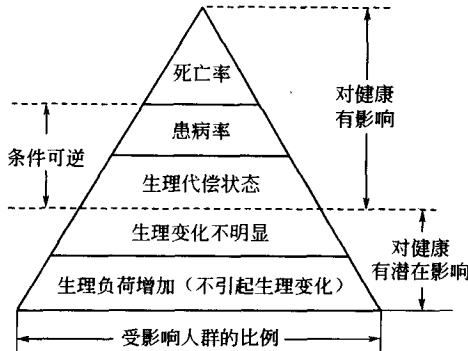 死亡率
患病率
生理代偿状态
生理变化不明显
生理负荷增加（不引起生理变化）
条件可逆
对健康
有影响
对健康
有潜在影响
受影响人群的比例